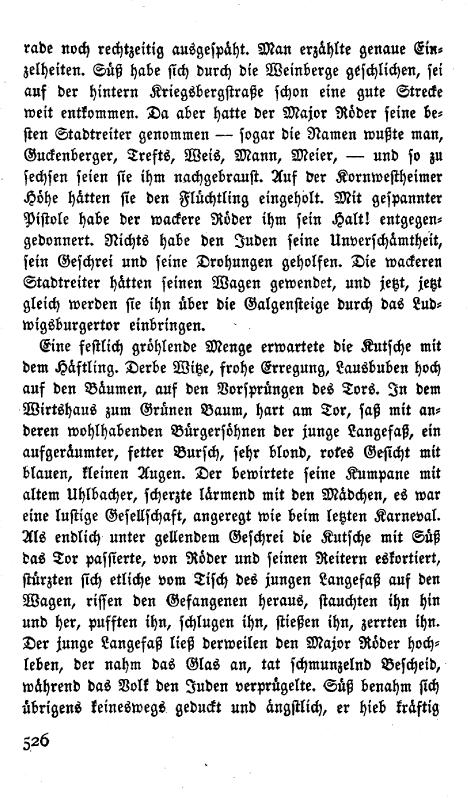 rade noch rechtzeitig ausgespäht. Man erzählte genaue Ein-
zelheiten. Süß habe sich durch die Weinberge geschlichen, sei
auf der hintern Kriegsbergstraße schon eine gute Strecke
weit entkommen. Da aber hatte der Major Röder seine be-
sten Stadtreiter genommen — sogar die Namen wußte man,
Guckenberger, Trefts, Weis, Mann, Meier, — und so zu
sechsen seien sie ihm nachgebraust. Auf der Kornwestheimer
Höhe hätten sie den Flüchtling eingeholt. Mit gespannter
Pistole habe der wackere Röder ihm sein Halt! entgegen-
gedonnert. Nichts habe den Juden seine Unverschämtheit,
sein Geschrei und seine Drohungen geholfen. Die wackeren
Stadtreiter hätten seinen Wagen gewendet, und jetzt, jetzt
gleich werden sie ihn über die Galgensteige durch das Lud-
wigsburgertor einbringen.
Eine festlich gröhlende Menge erwartete die Kutsche mit
dem Häftling. Derbe Witze, frohe Erregung, Lausbuben hoch
auf den Bäumen, auf den Vorsprüngen des Tors. In dem
Wirtshaus zum Grünen Baum, hart am Tor, saß mit an-
deren wohlhabenden Bürgersöhnen der junge Langefaß, ein
aufgeräumter, fetter Bursch, sehr blond, rotes Gesicht mit
blauen, kleinen Augen. Der bewirtete seine Kumpane mit
altem Uhlbacher, scherzte lärmend mit den Mädchen, es war
eine lustige Gesellschaft, angeregt wie beim letzten Karneval.
Als endlich unter gellendem Geschrei die Kutsche mit Süß
das Tor passierte, von Röder und seinen Reitern eskortiert,
stürzten sich etliche vom Tisch des jungen Langefaß auf den
Wagen, rissen den Gefangenen heraus, stauchten ihn hin
und her, pufften ihn, schlugen ihn, stießen ihn, zerrten ihn.
Der junge Langefaß ließ derweilen den Major Röder hoch-
leben, der nahm das Glas an, tat schmunzelnd Bescheid,
während das Volk den Juden verprügelte. Süß benahm sich
übrigens keineswegs geduckt und ängstlich, er hieb kräftig
526